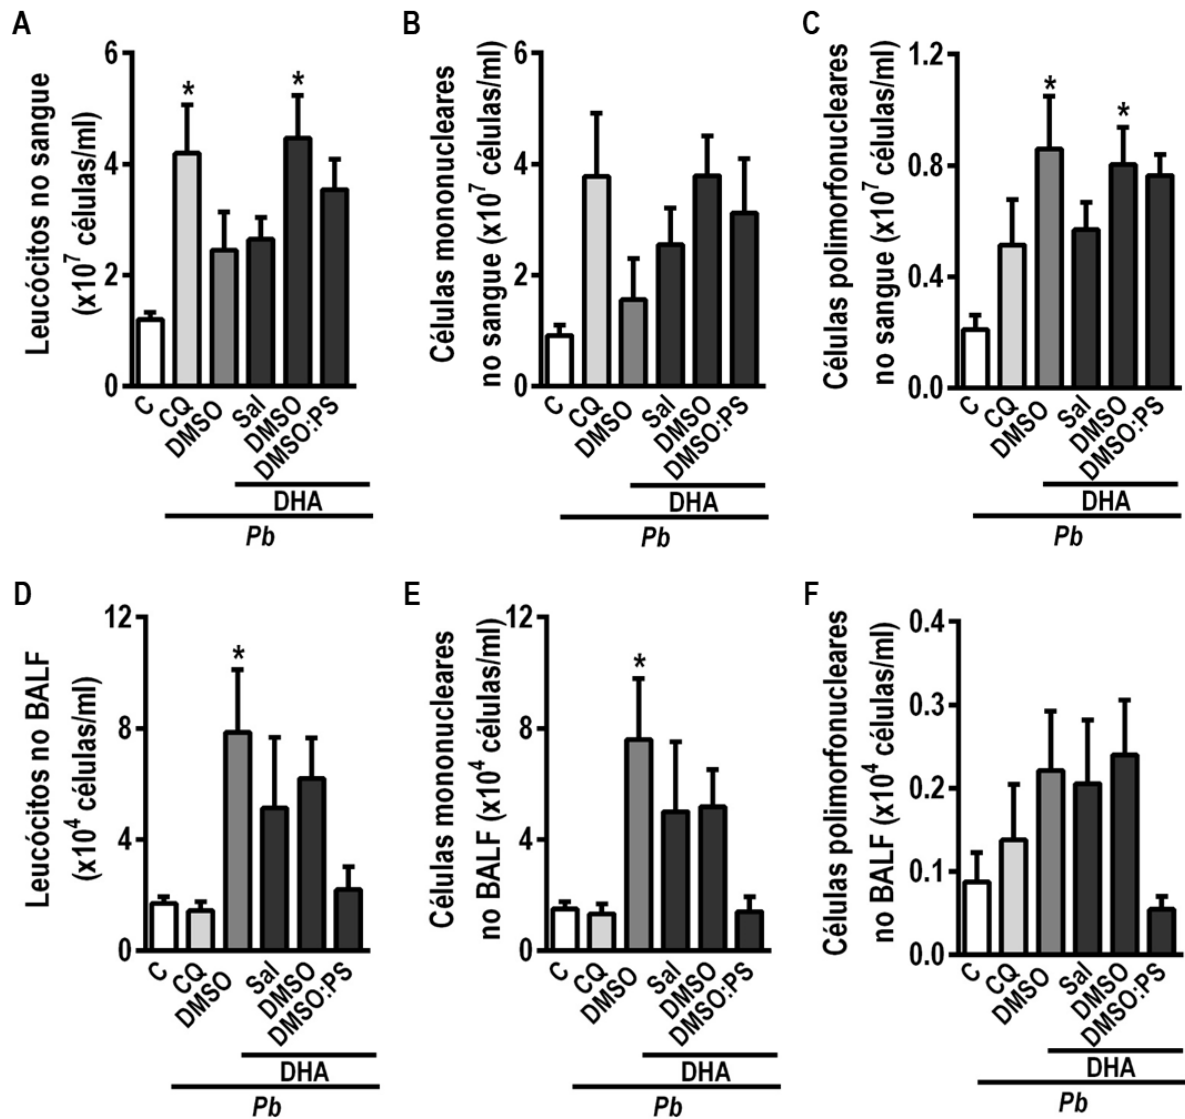 A
Leucócitos no sangue
(x10⁷ células/ml)
6
4
2
0
*
*
C
CQ
DMSO
Sal
DMSO
DMSO:PS
DHA
Pb
B
Células mononucleares
no sangue (x10⁷ células/ml)
6
4
2
0
C
CQ
DMSO
Sal
DMSO
DMSO:PS
DHA
Pb
C
Células polimorfonucleares
no sangue (x10⁷ células/ml)
1.2
0.8
0.4
0.0
*
*
C
CQ
DMSO
Sal
DMSO
DMSO:PS
DHA
Pb
D
Leucócitos no BALF
(x10⁴ células/ml)
12
8
4
0
*
C
CQ
DMSO
Sal
DMSO
DMSO:PS
DHA
Pb
E
Células mononucleares
no BALF (x10⁴ células/ml)
12
8
4
0
*
C
CQ
DMSO
Sal
DMSO
DMSO:PS
DHA
Pb
F
Células polimorfonucleares
no BALF (x10⁴ células/ml)
0.4
0.3
0.2
0.1
0.0
C
CQ
DMSO
Sal
DMSO
DMSO:PS
DHA
Pb